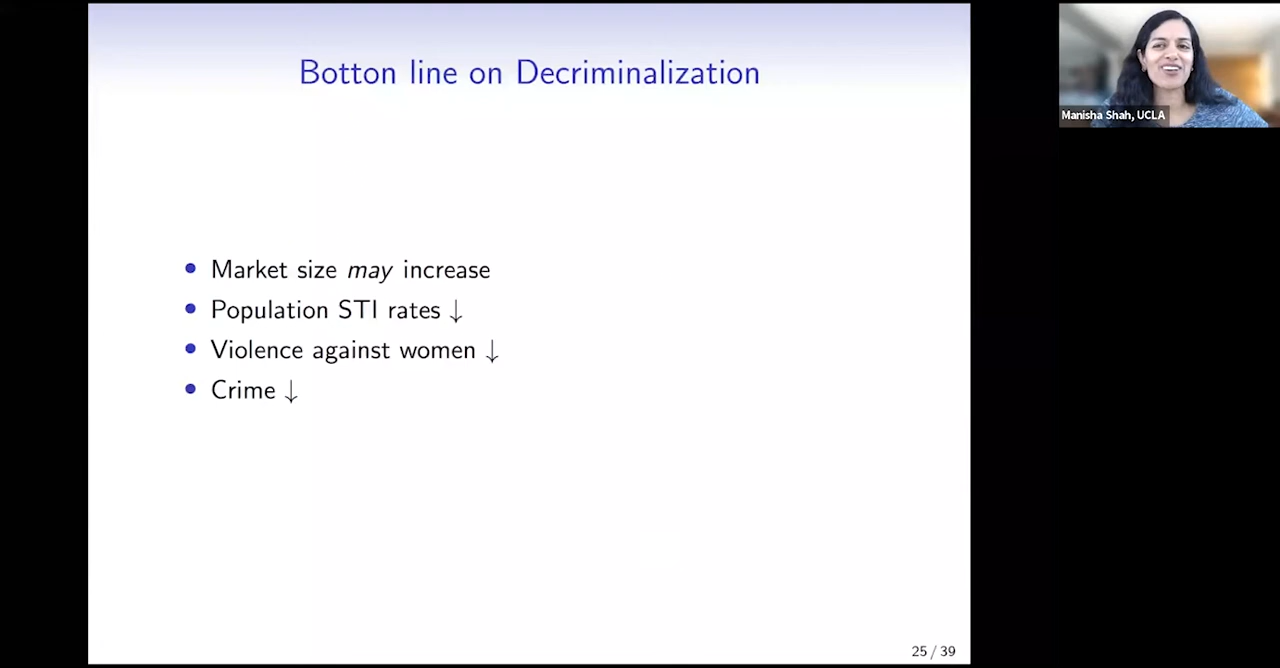 Botton line on Decriminalization
Manisha Shah, UCLA
• Market size may increase
• Population STI rates ↓
• Violence against women ↓
• Crime ↓
25 / 39